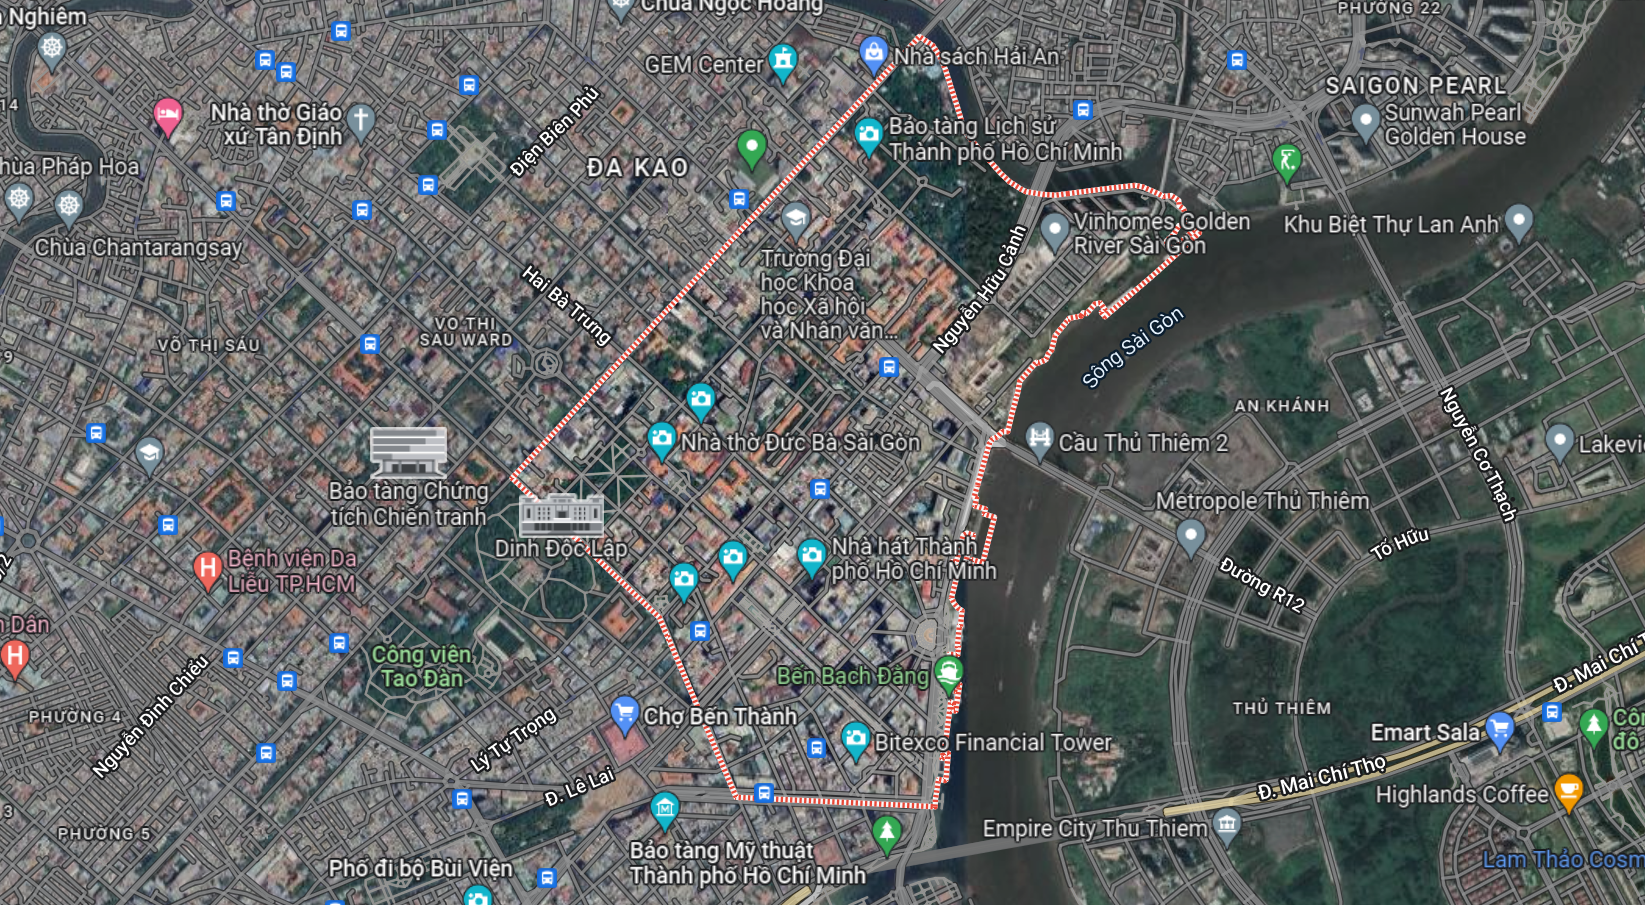 Nghiêm
Chùa Ngọc Hoàng
PHƯỜNG 22
GEM Center
Nhà sách Hải An
SAIGON PEARL
Sunwah Pearl
Golden House
14
Nhà thờ Giáo
xứ Tân Định
Điện Biên Phủ
Bảo tàng Lịch sử
Thành phố Hồ Chí Minh
hùa Pháp Hoa
ĐA KAO
Chùa Chantarangsay
Vinhomes Golden
River Sài Gòn
Khu Biệt Thự Lan Anh
Trường Đại
học Khoa
học Xã hội
và Nhân văn...
Hai Bà Trưng
Nguyễn Hữu Cảnh
Sông Sài Gòn
VÕ THỊ SÁU
VO THI
SAU WARD
9
AN KHÁNH
Nguyễn Cơ Thạch
Nhà thờ Đức Bà Sài Gòn
Cầu Thủ Thiêm 2
Lakevi
Bảo tàng Chứng
tích Chiến tranh
Metropole Thủ Thiêm
Dinh Độc Lập
Nhà hát Thành
phố Hồ Chí Minh
Tố Hữu
Đường R12
Bệnh viện Da
Liễu TP.HCM
n Dân
Công viên
Tao Đàn
Bến Bạch Đằng
Đ. Mai Chí
Nguyễn Đình Chiểu
PHƯỜNG 4
Chợ Bến Thành
THỦ THIÊM
Lý Tự Trọng
Bitexco Financial Tower
Emart Sala
Côn
đô
Đ. Lê Lai
Đ. Mai Chí Thọ
Highlands Coffee
3
PHƯỜNG 5
Empire City Thu Thiem
Bảo tàng Mỹ thuật
Thành phố Hồ Chí Minh
Phố đi bộ Bùi Viện
Lam Thảo Cosm